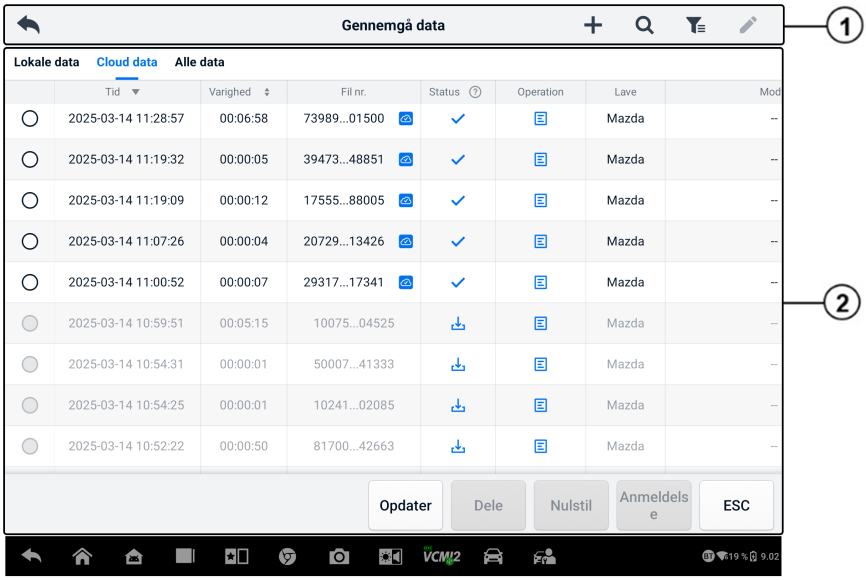 Gennemgå data
1
Lokale data Cloud data Alle data
Tid Varighed Fil nr. Status ? Operation Lave Mod
2025-03-14 11:28:57 00:06:58 73989...01500 Mazda --
2025-03-14 11:19:32 00:00:05 39473...48851 Mazda --
2025-03-14 11:19:09 00:00:12 17555...88005 Mazda --
2025-03-14 11:07:26 00:00:04 20729...13426 Mazda --
2025-03-14 11:00:52 00:00:07 29317...17341 Mazda --
2
2025-03-14 10:59:51 00:05:15 10075...04525 Mazda --
2025-03-14 10:54:31 00:00:01 50007...41333 Mazda --
2025-03-14 10:54:25 00:00:01 10241...02085 Mazda --
2025-03-14 10:52:22 00:00:50 81700...42663 Mazda --
Opdater Dele Nulstil Anmeldels
e ESC
VCMI2 BT 19 % 9.02